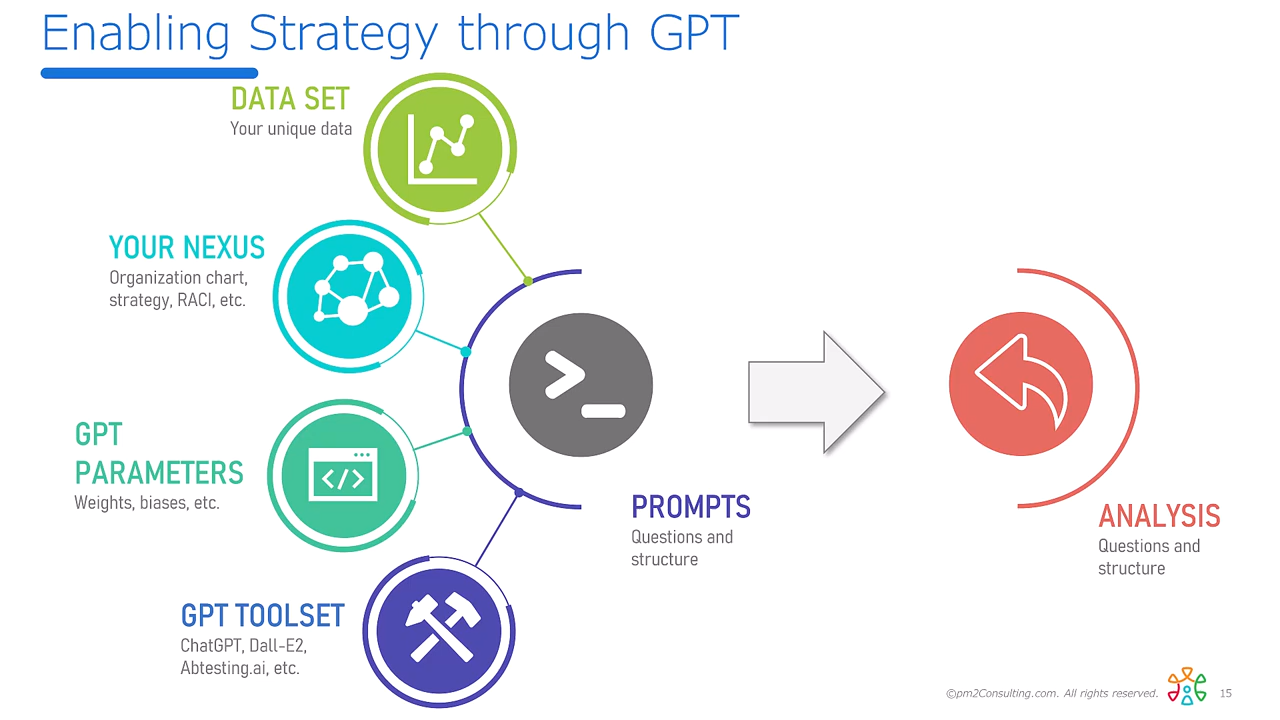 Enabling Strategy through GPT
DATA SET
Your unique data
YOUR NEXUS
Organization chart,
strategy, RACI, etc.
GPT
PARAMETERS
Weights, biases, etc.
GPT TOOLSET
ChatGPT, Dall-E2,
Abtesting.ai, etc.
>_
</>
PROMPTS
Questions and
structure
ANALYSIS
Questions and
structure
©pm2Consulting.com. All rights reserved.
15